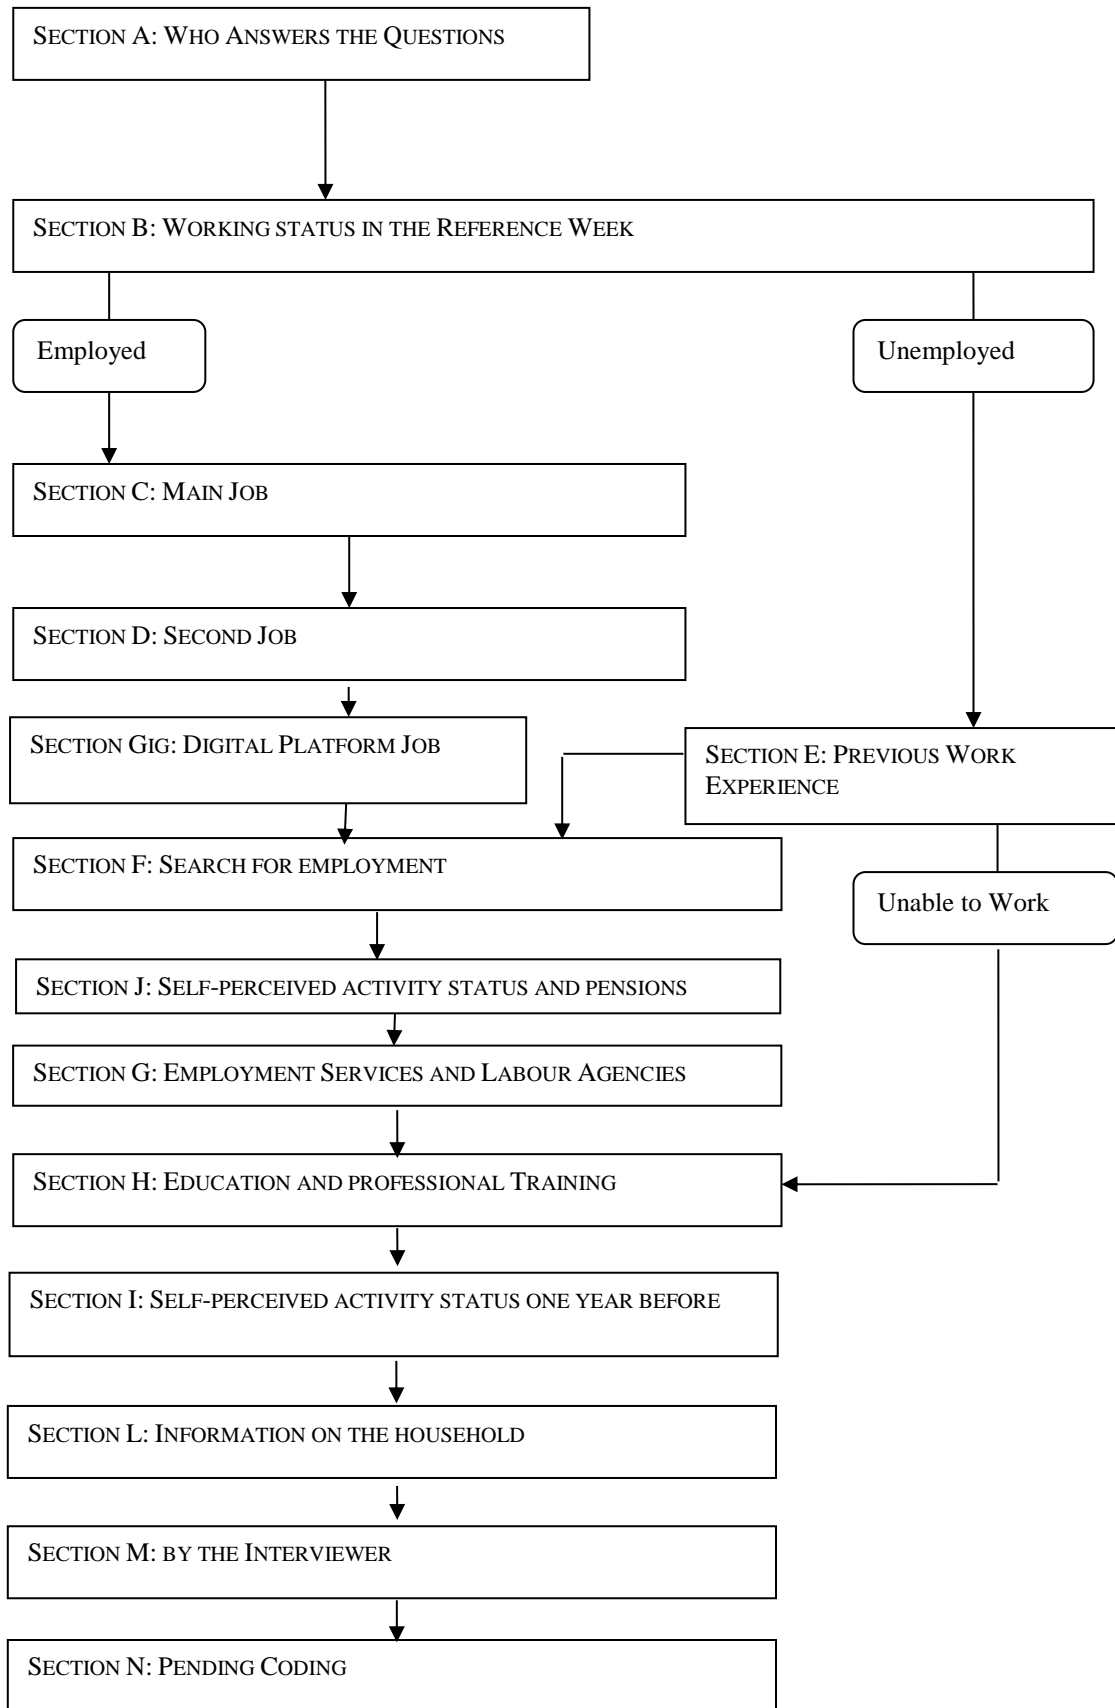 SECTION A: WHO ANSWERS THE QUESTIONS
SECTION B: WORKING STATUS IN THE REFERENCE WEEK
Employed
Unemployed
SECTION C: MAIN JOB
SECTION D: SECOND JOB
SECTION GIG: DIGITAL PLATFORM JOB
SECTION E: PREVIOUS WORK
EXPERIENCE
SECTION F: SEARCH FOR EMPLOYMENT
Unable to Work
SECTION J: SELF-PERCEIVED ACTIVITY STATUS AND PENSIONS
SECTION G: EMPLOYMENT SERVICES AND LABOUR AGENCIES
SECTION H: EDUCATION AND PROFESSIONAL TRAINING
SECTION I: SELF-PERCEIVED ACTIVITY STATUS ONE YEAR BEFORE
SECTION L: INFORMATION ON THE HOUSEHOLD
SECTION M: BY THE INTERVIEWER
SECTION N: PENDING CODING